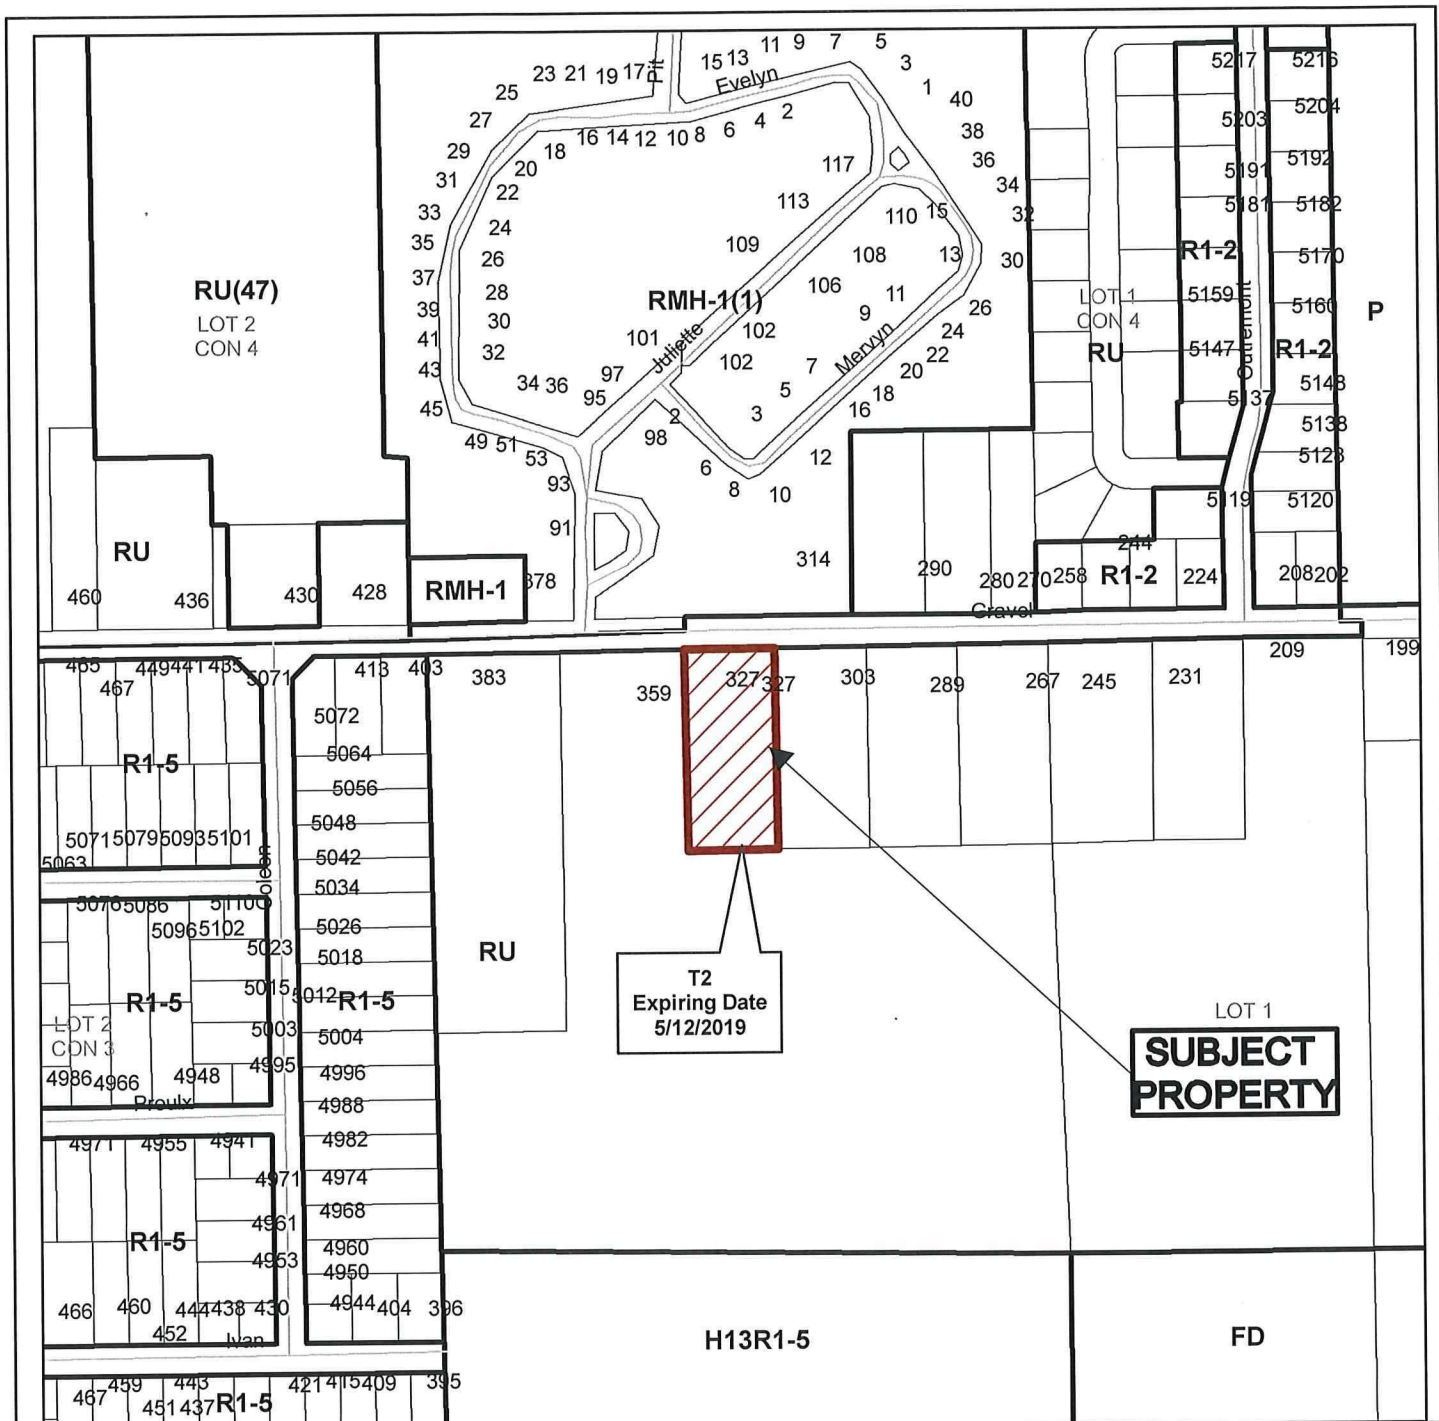 11 9 7 5
23 21 19 17 Pit 15 13 3 5217 5216
25 Evelyn 1
27 16 14 12 10 8 6 4 2 40 5203 5204
29 20 18 38
31 22 117 36 5191 5192
33 24 113 110 15 34 5181 5182
35 26 109 108 13 32 R1-2 5170
37 28 106 11 30
RU(47) RMH-1(1) LOT 1 5159 5160 P
LOT 2 CON 4
CON 4
39 30 101 Juliette 102 9 26
41 32 102 Mervyn 24 RU 5147 Outremont R1-2
43 34 36 97 7 22
45 95 5 20 5148
49 51 53 98 2 3 18 5137
93 6 12 16 5138
91 8 10 5128
RU 314 5119 5120
460 436 430 428 RMH-1 378 290 280 270 258 244 R1-2 224 208 202
Gravel
465 449 441 435 5071 413 403 383 359 327 327 303 289 267 245 231 209 199
467
5072
R1-5 5064
5056
5071 5079 5093 5101 5048
5063 Coleen 5042
5034
5076 5086 5110 5026
5096 5102
5023 5018 RU
5015 5012 R1-5
R1-5
LOT 2 5003 5004
CON 3
4995 4996
4986 4966 4948
Proulx 4988
4971 4955 4941 4982
4971 4974
4961 4968
R1-5 4953 4960
4950
466 460 444 438 430 4944 404 396
452
Ivan
467 459 443 421 415 409 395
451 437 R1-5
T2
Expiring Date
5/12/2019
LOT 1
SUBJECT
PROPERTY
H13R1-5
FD